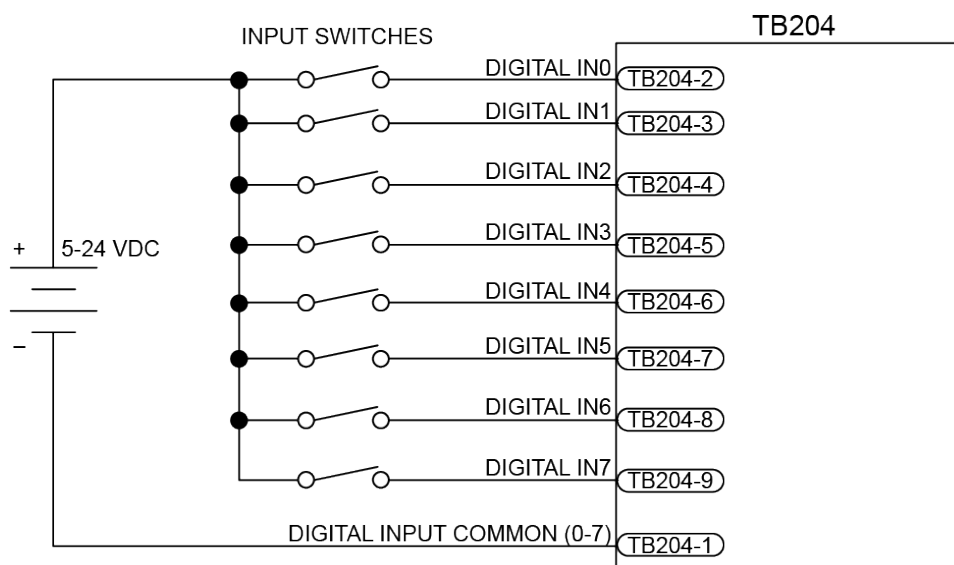 TB204
INPUT SWITCHES
DIGITAL IN0 TB204-2
DIGITAL IN1 TB204-3
DIGITAL IN2 TB204-4
DIGITAL IN3 TB204-5
+ 5-24 VDC
DIGITAL IN4 TB204-6
–
DIGITAL IN5 TB204-7
DIGITAL IN6 TB204-8
DIGITAL IN7 TB204-9
DIGITAL INPUT COMMON (0-7) TB204-1